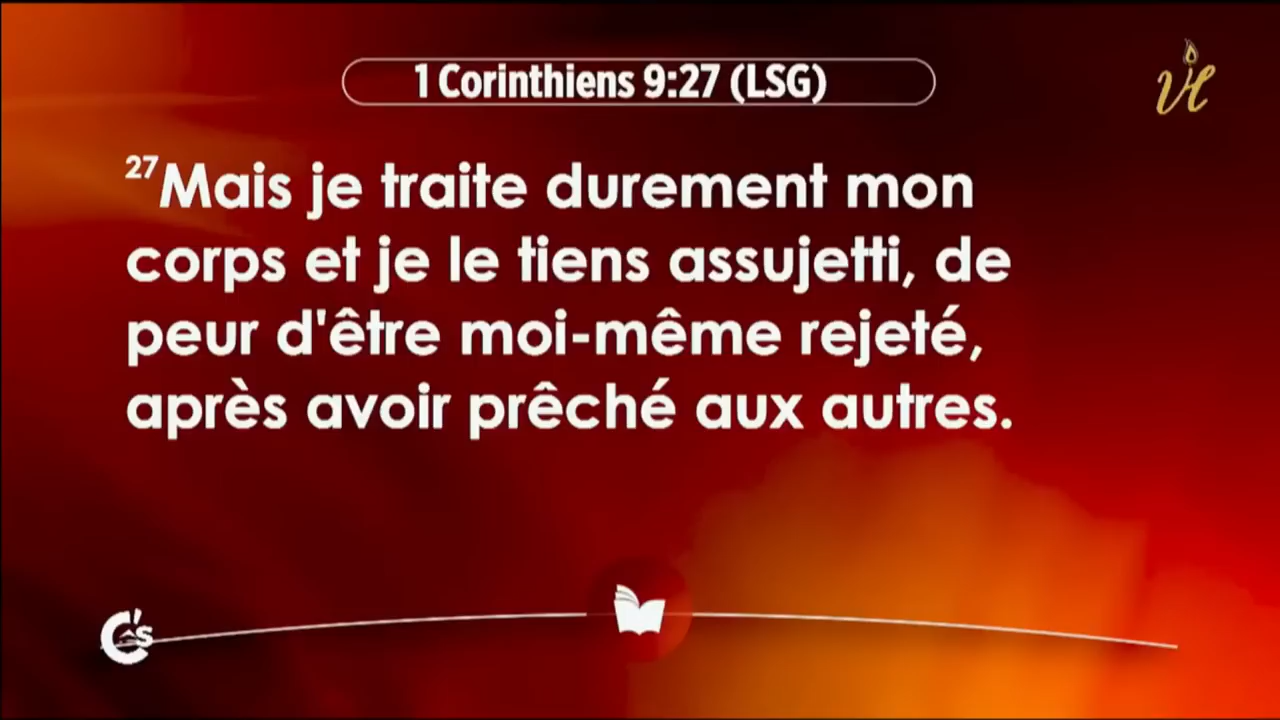 1 Corinthiens 9:27 (LSG)
27Mais je traite durement mon
corps et je le tiens assujetti, de
peur d'être moi-même rejeté,
après avoir prêché aux autres.